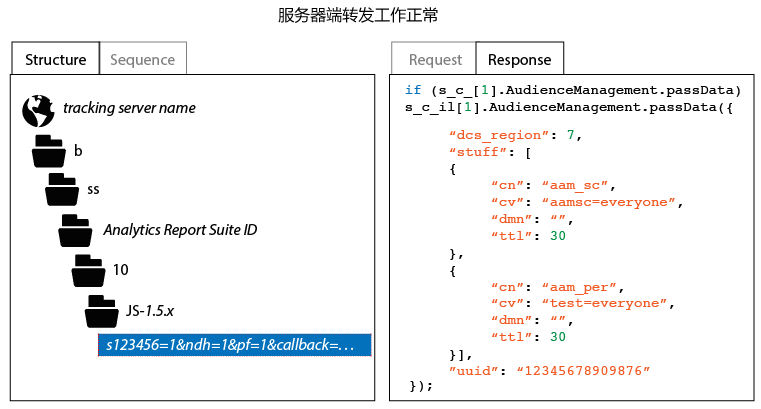 服务器端转发工作正常
Structure
Sequence
tracking server name
b
ss
Analytics Report Suite ID
10
JS-1.5.x
s123456=1&ndh=1&pf=1&callback=...
Request
Response
if (s_c_[1].AudienceManagement.passData)
s_c_il[1].AudienceManagement.passData({
“dcs_region”: 7,
“stuff”: [
{
“cn”: “aam_sc”,
“cv”: “aamsc=everyone”,
“dmn”: “”,
“ttl”: 30
},
{
“cn”: “aam_per”,
“cv”: “test=everyone”,
“dmn”: “”,
“ttl”: 30
}],
”uuid”: “12345678909876”
});